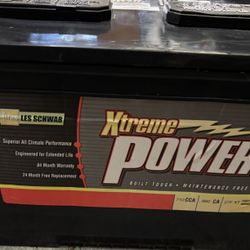 LES SCHWAB
Superior All Climate Performance
Engineered for Extended Life
Month Warranty
24 Month Free Replacement
Xtreme
POWER
BUILT TOUGH • MAINTENANCE FREE
CCA
CA